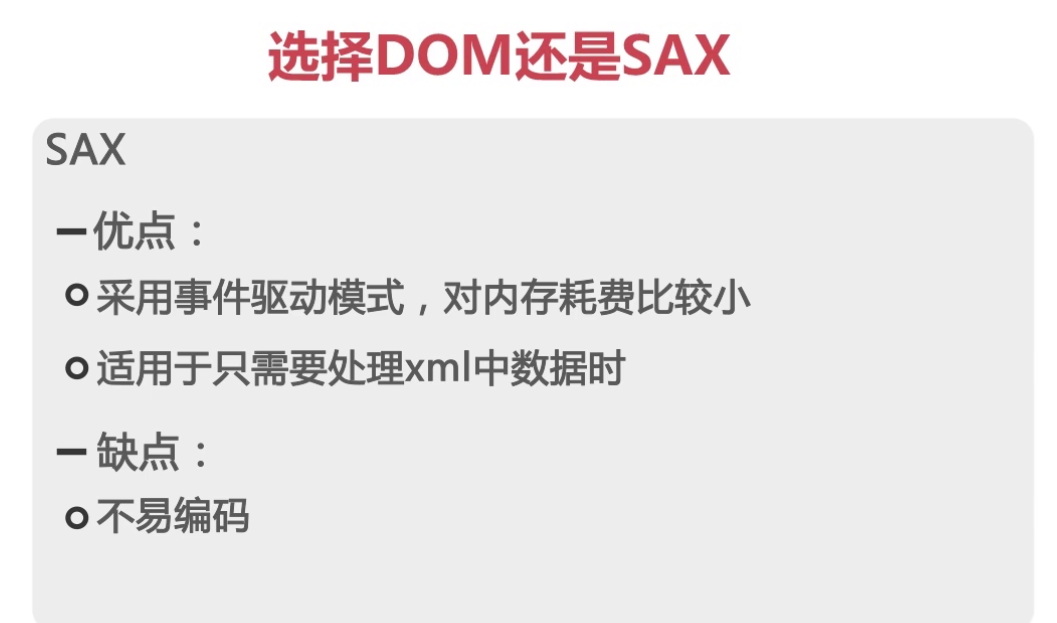 选择DOM还是SAX
SAX
– 优点：
采用事件驱动模式，对内存耗费比较小
适用于只需要处理xml中数据时
– 缺点：
不易编码